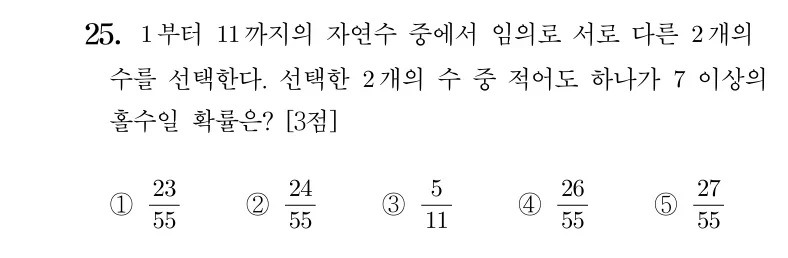 25. 1부터 11까지의 자연수 중에서 임의로 서로 다른 2개의
수를 선택한다. 선택한 2개의 수 중 적어도 하나가 7 이상의
홀수일 확률은? [3점]
① 23/55 ② 24/55 ③ 5/11 ④ 26/55 ⑤ 27/55